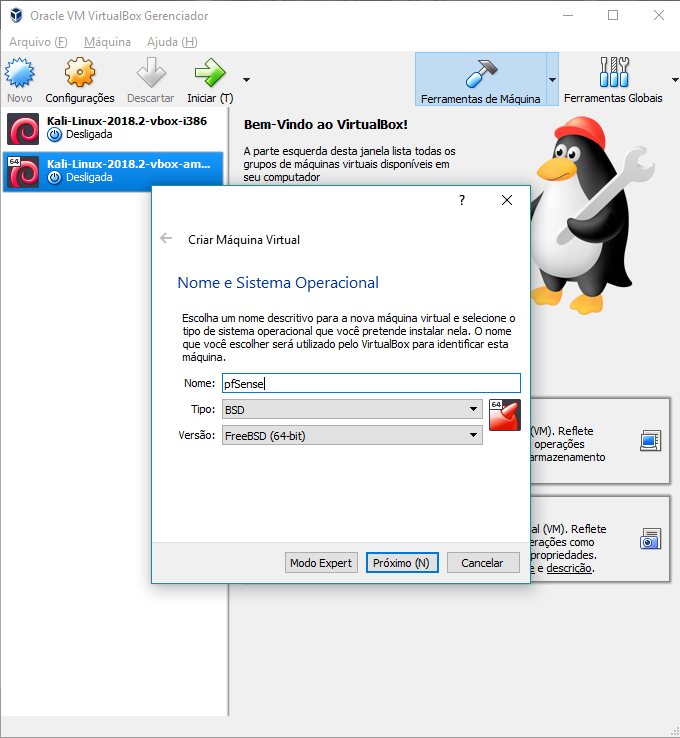 Oracle VM VirtualBox Gerenciador
Arquivo (F) Máquina Ajuda (H)
Novo Configurações Descartar Iniciar (T) Ferramentas de Máquina Ferramentas Globais
Kali-Linux-2018.2-vbox-i386
Desligada
64
Kali-Linux-2018.2-vbox-am...
Desligada
Bem-Vindo ao VirtualBox!
A parte esquerda desta janela lista todas os
grupos de máquinas virtuais disponíveis em
seu computador
?
Criar Máquina Virtual
Nome e Sistema Operacional
Escolha um nome descritivo para a nova máquina virtual e selecione o
tipo de sistema operacional que você pretende instalar nela. O nome
que você escolher será utilizado pelo VirtualBox para identificar esta
máquina.
Nome: pfSense
Tipo: BSD
64
Versão: FreeBSD (64-bit)
Modo Expert Próximo (N) Cancelar
(VM). Reflete
operações
armazenamento
al (VM). Reflete
erações como
propriedades.
e e descrição.